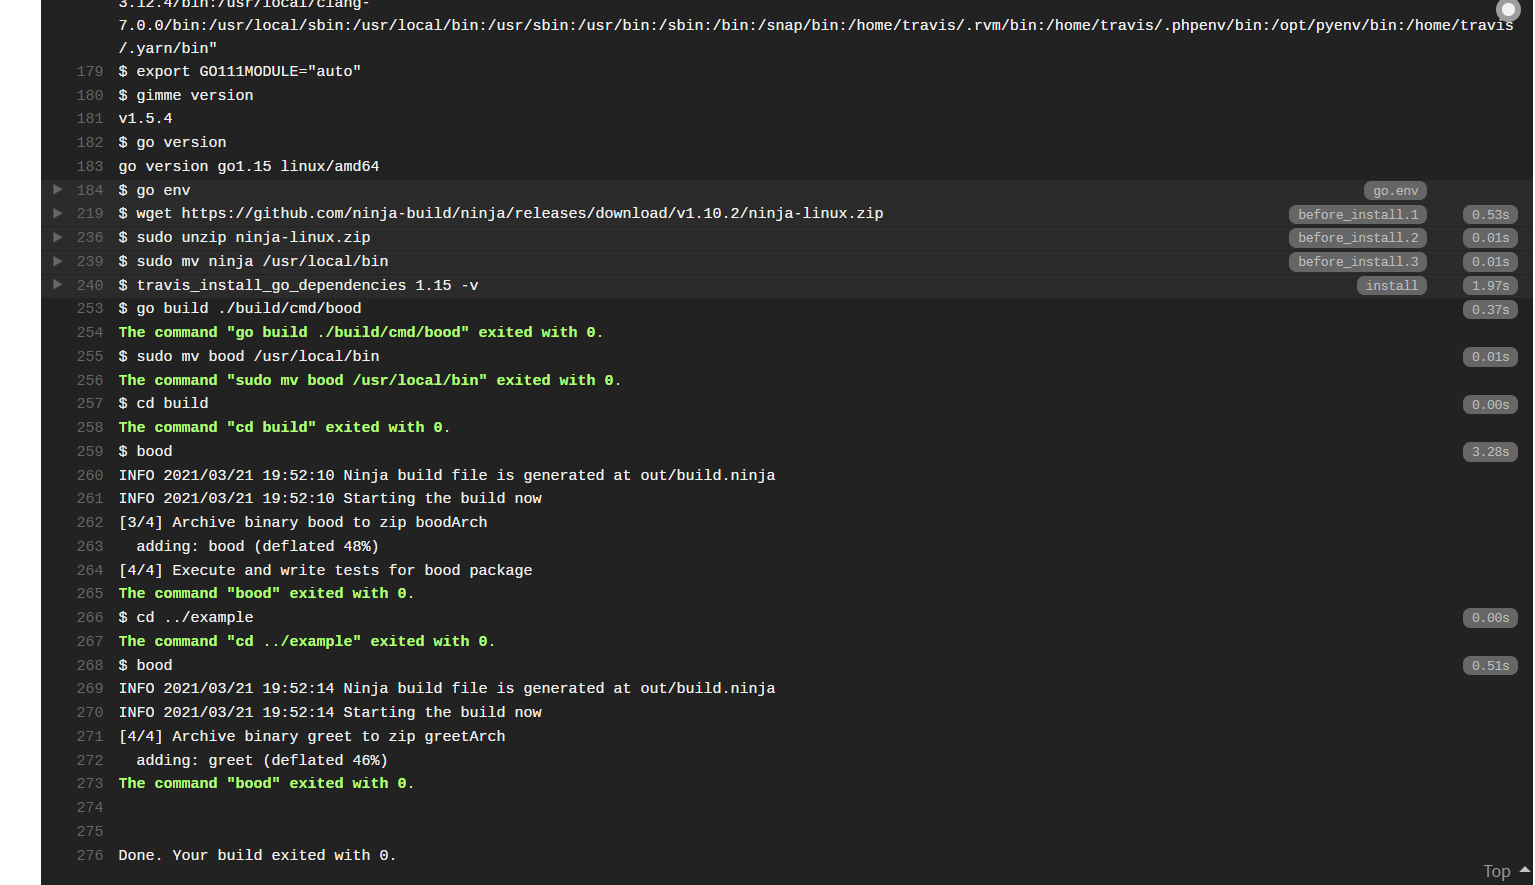 3.12.4/bin:/usr/local/clang-
7.0.0/bin:/usr/local/sbin:/usr/local/bin:/usr/sbin:/usr/bin:/sbin:/bin:/snap/bin:/home/travis/.rvm/bin:/home/travis/.phpenv/bin:/opt/pyenv/bin:/home/travis
/.yarn/bin"
179 $ export GO111MODULE="auto"
180 $ gimme version
181 v1.5.4
182 $ go version
183 go version go1.15 linux/amd64
184 $ go env go.env
219 $ wget https://github.com/ninja-build/ninja/releases/download/v1.10.2/ninja-linux.zip before_install.1 0.53s
236 $ sudo unzip ninja-linux.zip before_install.2 0.01s
239 $ sudo mv ninja /usr/local/bin before_install.3 0.01s
240 $ travis_install_go_dependencies 1.15 -v install 1.97s
253 $ go build ./build/cmd/bood 0.37s
254 The command "go build ./build/cmd/bood" exited with 0.
255 $ sudo mv bood /usr/local/bin 0.01s
256 The command "sudo mv bood /usr/local/bin" exited with 0.
257 $ cd build 0.00s
258 The command "cd build" exited with 0.
259 $ bood 3.28s
260 INFO 2021/03/21 19:52:10 Ninja build file is generated at out/build.ninja
261 INFO 2021/03/21 19:52:10 Starting the build now
262 [3/4] Archive binary bood to zip boodArch
263 adding: bood (deflated 48%)
264 [4/4] Execute and write tests for bood package
265 The command "bood" exited with 0.
266 $ cd ../example 0.00s
267 The command "cd ../example" exited with 0.
268 $ bood 0.51s
269 INFO 2021/03/21 19:52:14 Ninja build file is generated at out/build.ninja
270 INFO 2021/03/21 19:52:14 Starting the build now
271 [4/4] Archive binary greet to zip greetArch
272 adding: greet (deflated 46%)
273 The command "bood" exited with 0.
274
275
276 Done. Your build exited with 0.
Top